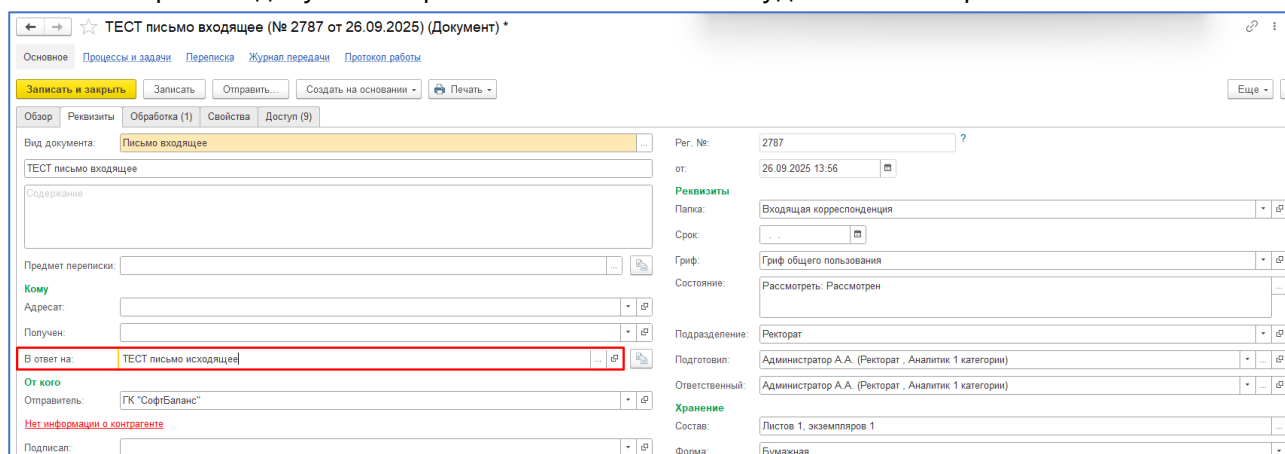 ТЕСТ письмо входящее (№ 2787 от 26.09.2025) (Документ) *
Основное Процессы и задачи Переписка Журнал передачи Протокол работы
Записать и закрыть Записать Отправить... Создать на основании Печать Еще
Обзор Реквизиты Обработка (1) Свойства Доступ (9)
Вид документа: Письмо входящее ... Рег. №: 2787 ?
ТЕСТ письмо входящее от: 26.09.2025 13:56
Содержание Реквизиты
Папка: Входящая корреспонденция
Срок: . .
Предмет переписки: ... Гриф: Гриф общего пользования
Кому Состояние: Рассмотреть: Рассмотрен ...
Адресат:
Получен: Подразделение: Ректорат
В ответ на: ТЕСТ письмо исходящее ... Подготовил: Администратор А.А. (Ректорат , Аналитик 1 категории) ...
От кого Ответственный: Администратор А.А. (Ректорат , Аналитик 1 категории) ...
Отправитель: ГК "СофтБаланс" Хранение
Нет информации о контрагенте Состав: Листов 1, экземпляров 1 ...
Подписал: Форма: Бумажная